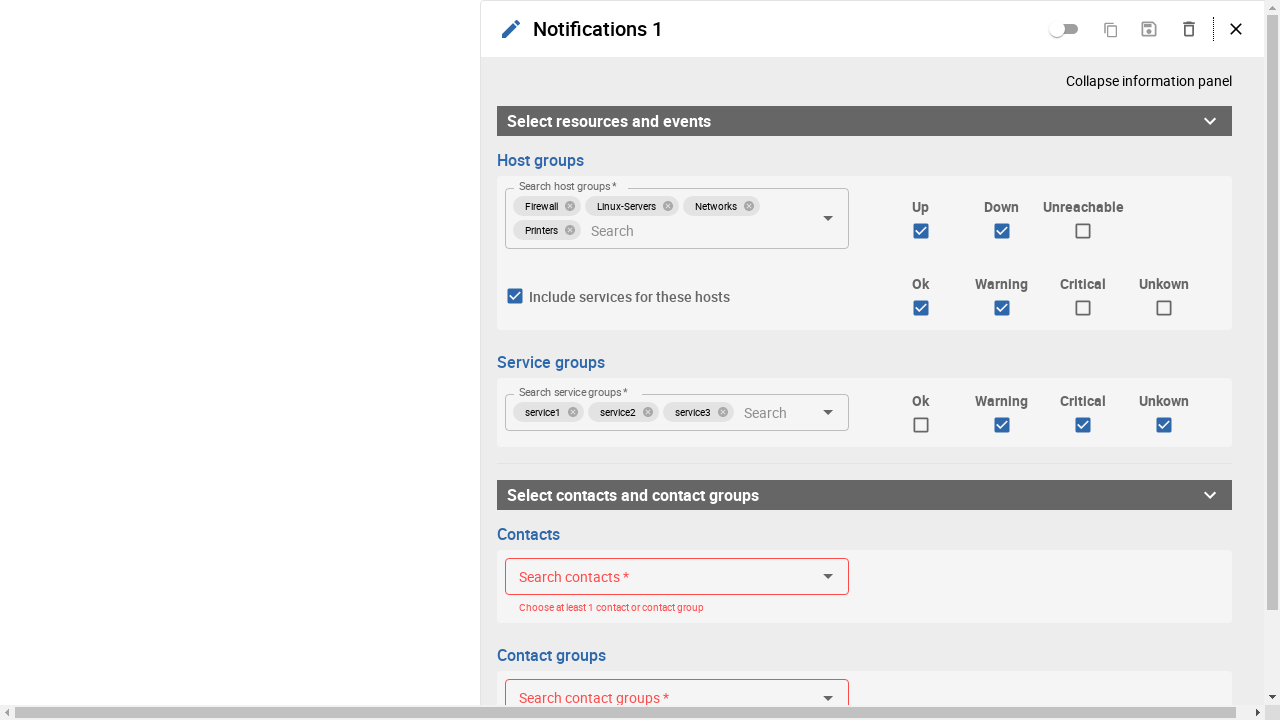 Notifications 1
Collapse information panel
Select resources and events
Host groups
Search host groups *
Firewall Linux-Servers Networks
Printers Search
Up Down Unreachable
Include services for these hosts
Ok Warning Critical Unkown
Service groups
Search service groups *
service1 service2 service3 Search
Ok Warning Critical Unkown
Select contacts and contact groups
Contacts
Search contacts *
Choose at least 1 contact or contact group
Contact groups
Search contact groups *